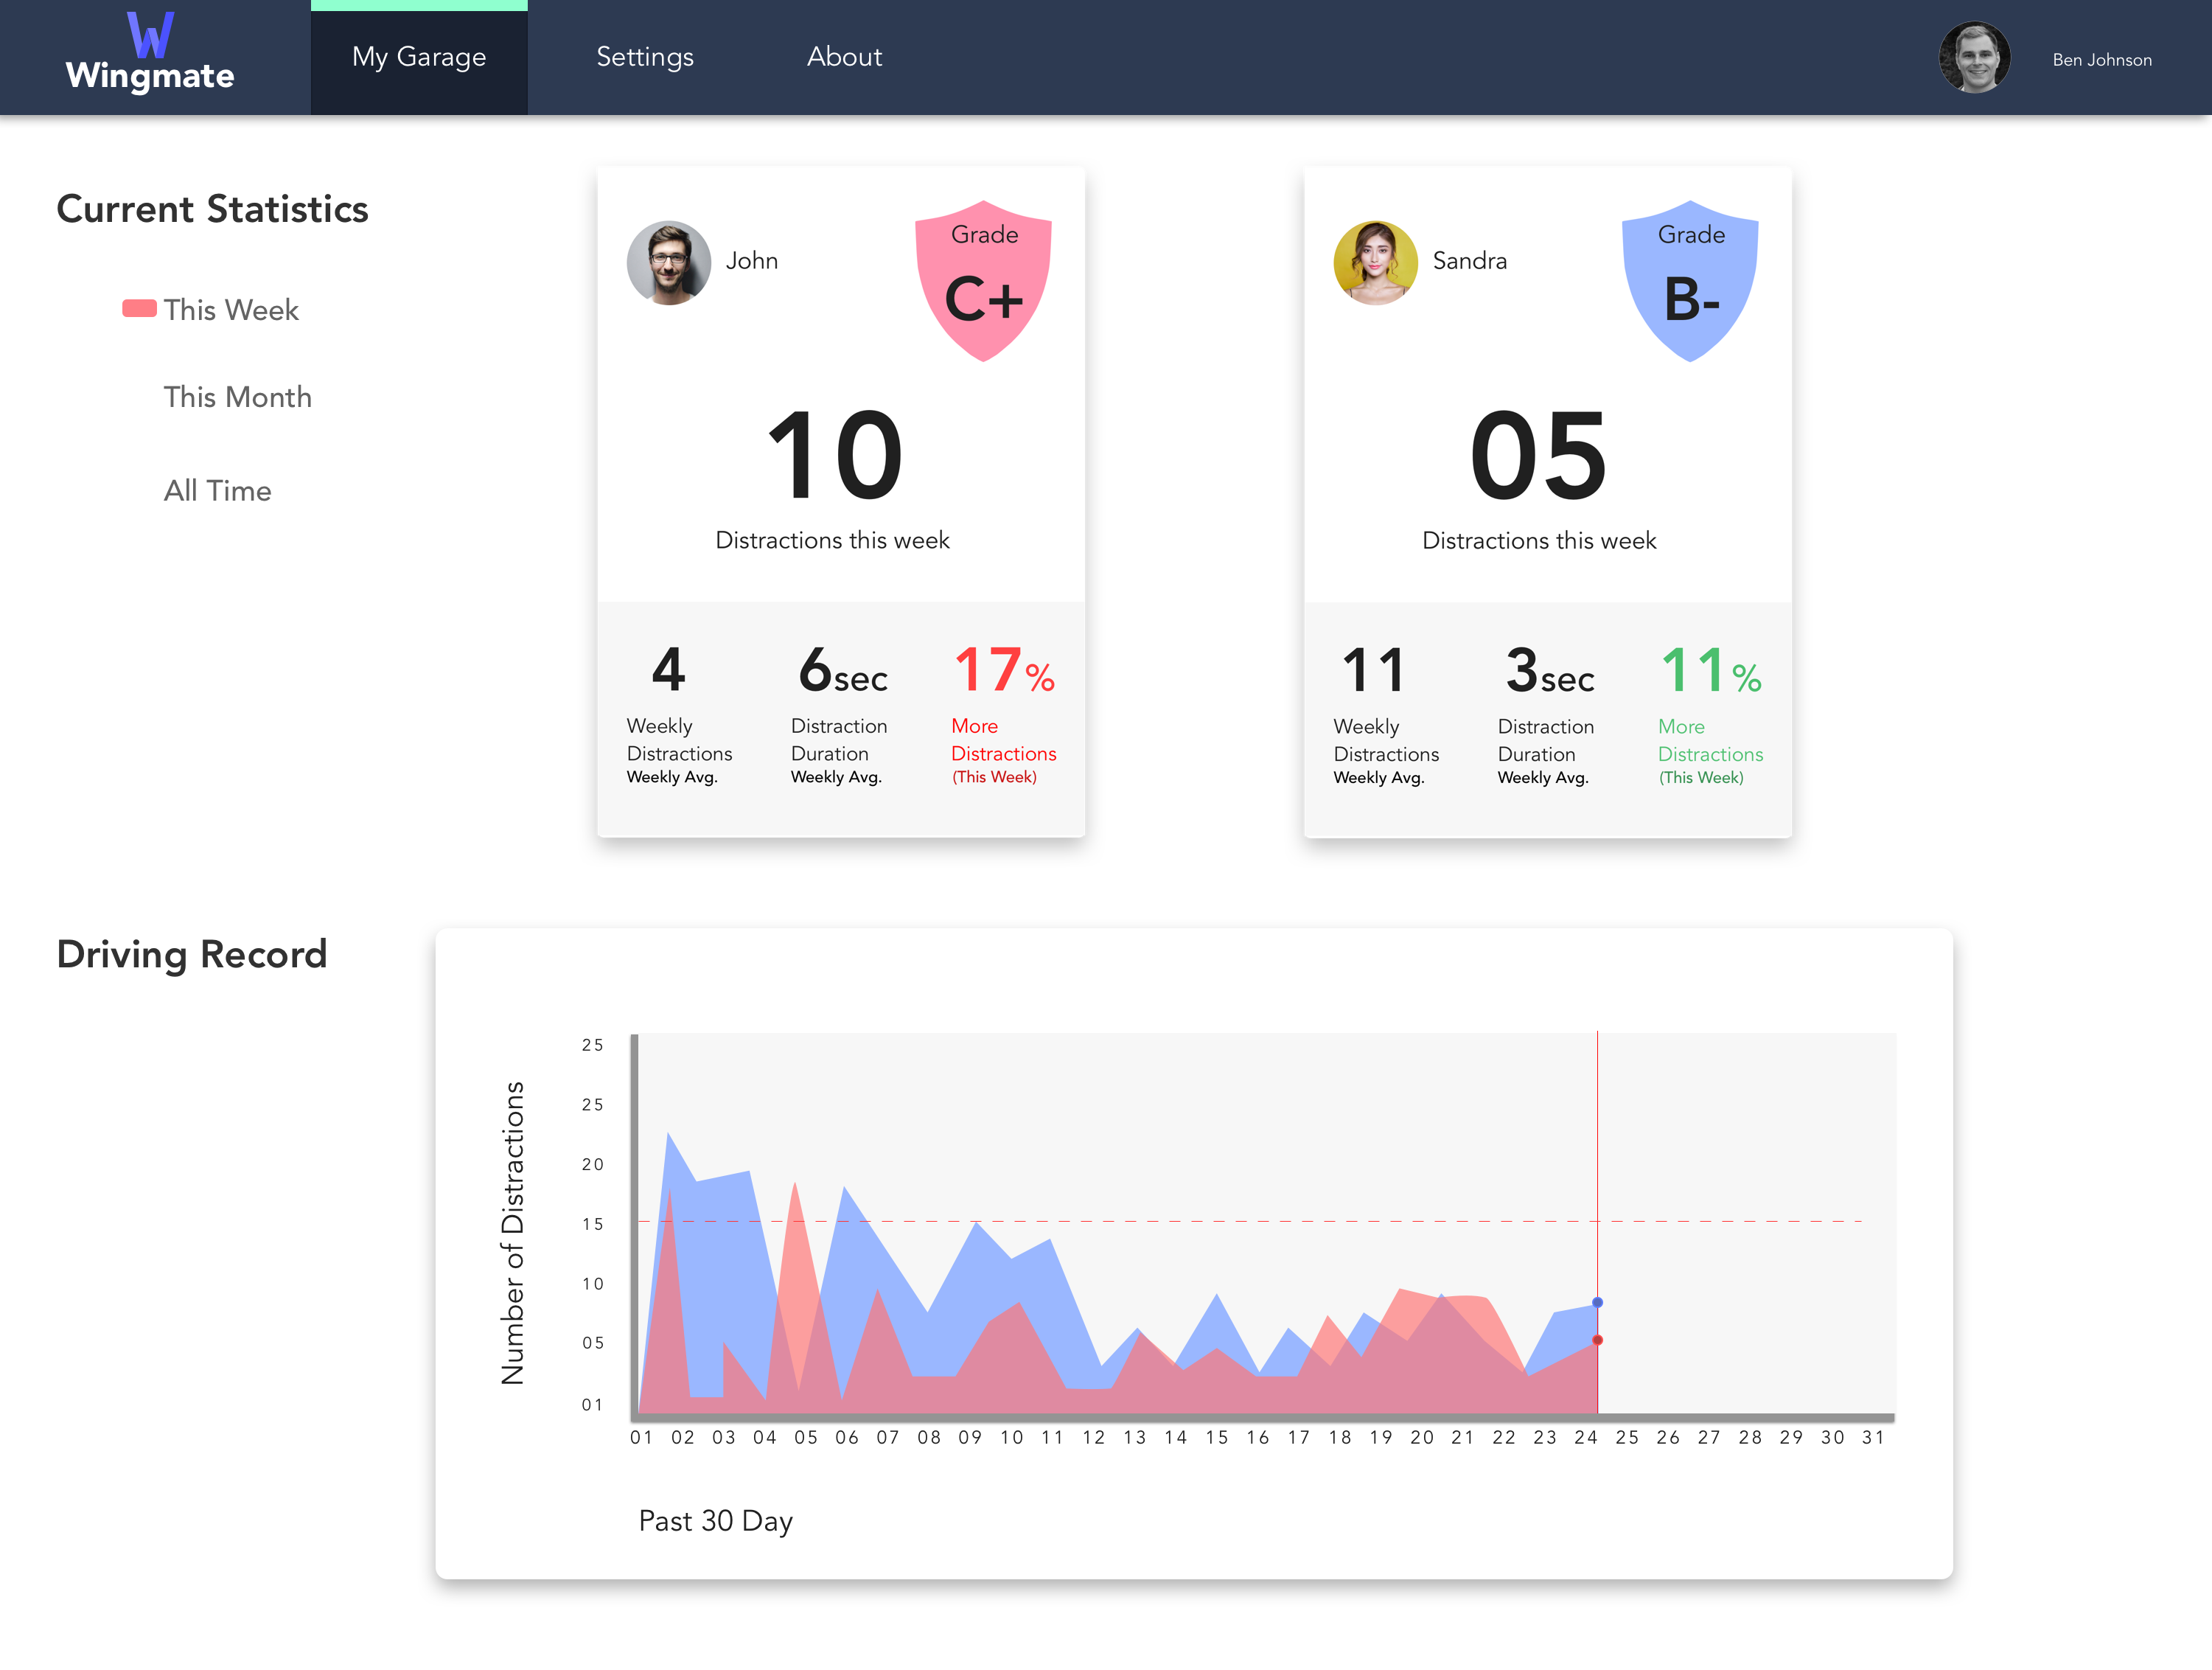 W
Wingmate
My Garage
Settings
About
Ben Johnson
Current Statistics
This Week
This Month
All Time
John
Grade
C+
10
Distractions this week
4
Weekly
Distractions
Weekly Avg.
6sec
Distraction
Duration
Weekly Avg.
17%
More
Distractions
(This Week)
Sandra
Grade
B-
05
Distractions this week
11
Weekly
Distractions
Weekly Avg.
3sec
Distraction
Duration
Weekly Avg.
11%
More
Distractions
(This Week)
Driving Record
Number of Distractions
25
25
20
15
10
05
01
01 02 03 04 05 06 07 08 09 10 11 12 13 14 15 16 17 18 19 20 21 22 23 24 25 26 27 28 29 30 31
Past 30 Day